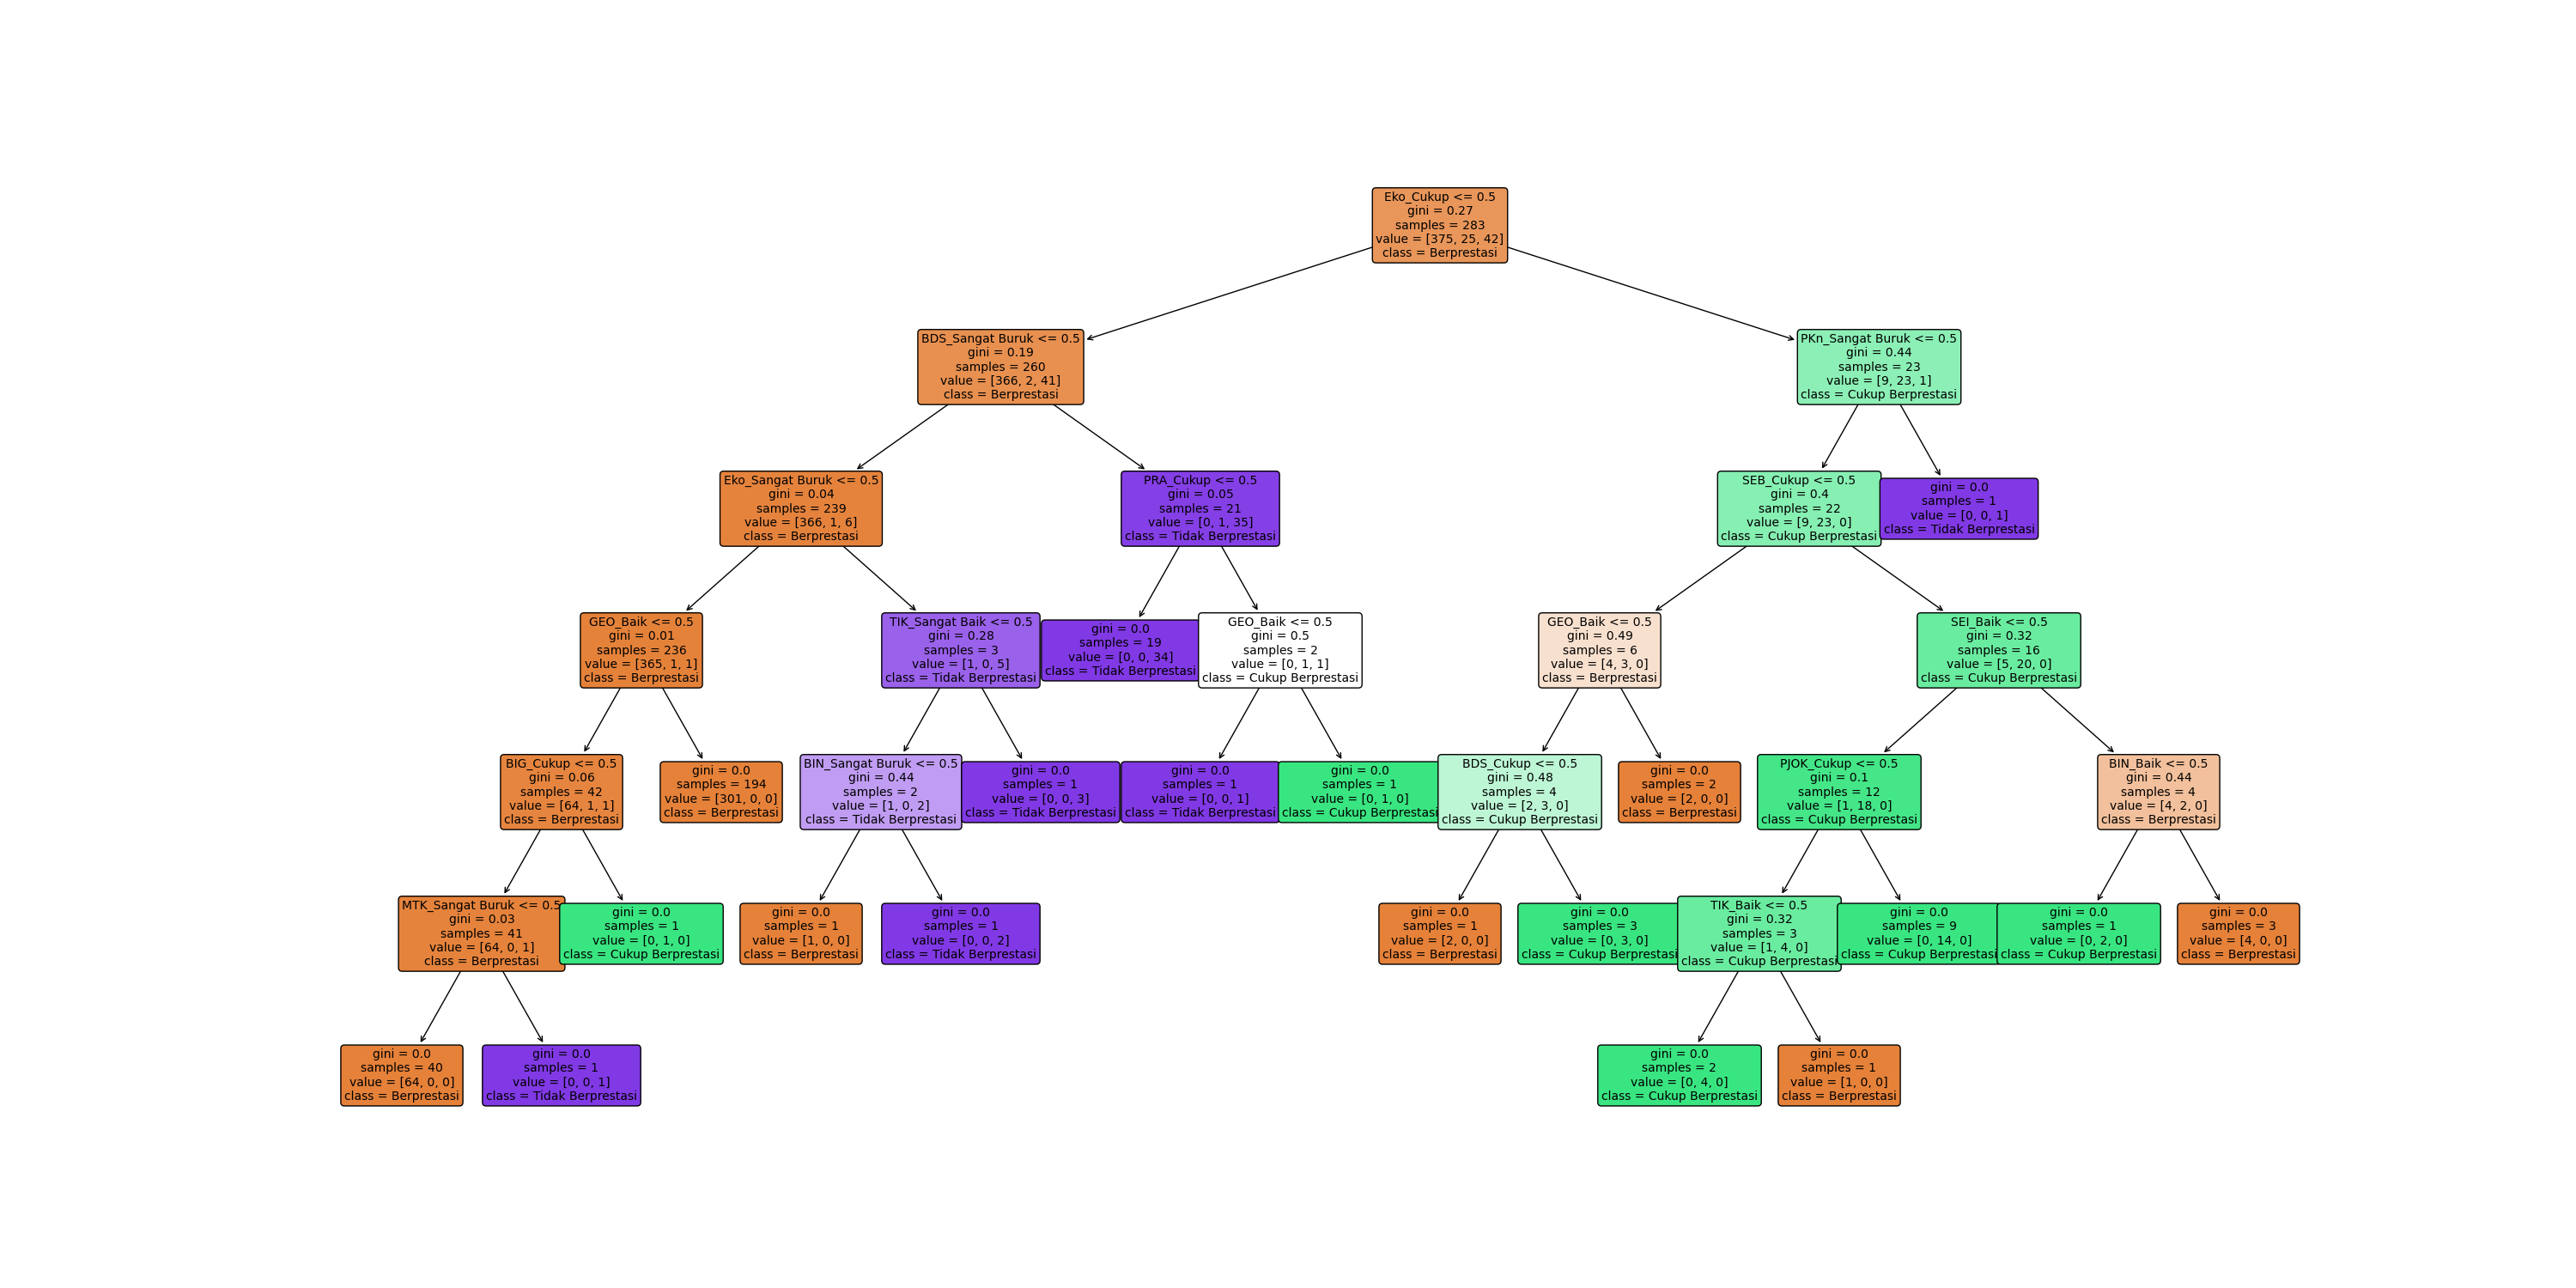 Eko_Cukup <= 0.5
gini = 0.27
samples = 283
value = [375, 25, 42]
class = Berprestasi
BDS_Sangat Buruk <= 0.5
gini = 0.19
samples = 260
value = [366, 2, 41]
class = Berprestasi
PKn_Sangat Buruk <= 0.5
gini = 0.44
samples = 23
value = [9, 23, 1]
class = Cukup Berprestasi
Eko_Sangat Buruk <= 0.5
gini = 0.04
samples = 239
value = [366, 1, 6]
class = Berprestasi
PRA_Cukup <= 0.5
gini = 0.05
samples = 21
value = [0, 1, 35]
class = Tidak Berprestasi
SEB_Cukup <= 0.5
gini = 0.4
samples = 22
value = [9, 23, 0]
class = Cukup Berprestasi
gini = 0.0
samples = 1
value = [0, 0, 1]
class = Tidak Berprestasi
GEO_Baik <= 0.5
gini = 0.01
samples = 236
value = [365, 1, 1]
class = Berprestasi
TIK_Sangat Baik <= 0.5
gini = 0.28
samples = 3
value = [1, 0, 5]
class = Tidak Berprestasi
gini = 0.0
samples = 19
value = [0, 0, 34]
class = Tidak Berprestasi
GEO_Baik <= 0.5
gini = 0.5
samples = 2
value = [0, 1, 1]
class = Cukup Berprestasi
GEO_Baik <= 0.5
gini = 0.49
samples = 6
value = [4, 3, 0]
class = Berprestasi
SEI_Baik <= 0.5
gini = 0.32
samples = 16
value = [5, 20, 0]
class = Cukup Berprestasi
BIG_Cukup <= 0.5
gini = 0.06
samples = 42
value = [64, 1, 1]
class = Berprestasi
gini = 0.0
samples = 194
value = [301, 0, 0]
class = Berprestasi
BIN_Sangat Buruk <= 0.5
gini = 0.44
samples = 2
value = [1, 0, 2]
class = Tidak Berprestasi
gini = 0.0
samples = 1
value = [0, 0, 3]
class = Tidak Berprestasi
gini = 0.0
samples = 1
value = [0, 0, 1]
class = Tidak Berprestasi
gini = 0.0
samples = 1
value = [0, 1, 0]
class = Cukup Berprestasi
BDS_Cukup <= 0.5
gini = 0.48
samples = 4
value = [2, 3, 0]
class = Cukup Berprestasi
gini = 0.0
samples = 2
value = [2, 0, 0]
class = Berprestasi
PJOK_Cukup <= 0.5
gini = 0.1
samples = 12
value = [1, 18, 0]
class = Cukup Berprestasi
BIN_Baik <= 0.5
gini = 0.44
samples = 4
value = [4, 2, 0]
class = Berprestasi
MTK_Sangat Buruk <= 0.5
gini = 0.03
samples = 41
value = [64, 0, 1]
class = Berprestasi
gini = 0.0
samples = 1
value = [0, 1, 0]
class = Cukup Berprestasi
gini = 0.0
samples = 1
value = [1, 0, 0]
class = Berprestasi
gini = 0.0
samples = 1
value = [0, 0, 2]
class = Tidak Berprestasi
gini = 0.0
samples = 1
value = [2, 0, 0]
class = Berprestasi
gini = 0.0
samples = 3
value = [0, 3, 0]
class = Cukup Berprestasi
TIK_Baik <= 0.5
gini = 0.32
samples = 3
value = [1, 4, 0]
class = Cukup Berprestasi
gini = 0.0
samples = 9
value = [0, 14, 0]
class = Cukup Berprestasi
gini = 0.0
samples = 1
value = [0, 2, 0]
class = Cukup Berprestasi
gini = 0.0
samples = 3
value = [4, 0, 0]
class = Berprestasi
gini = 0.0
samples = 40
value = [64, 0, 0]
class = Berprestasi
gini = 0.0
samples = 1
value = [0, 0, 1]
class = Tidak Berprestasi
gini = 0.0
samples = 2
value = [0, 4, 0]
class = Cukup Berprestasi
gini = 0.0
samples = 1
value = [1, 0, 0]
class = Berprestasi